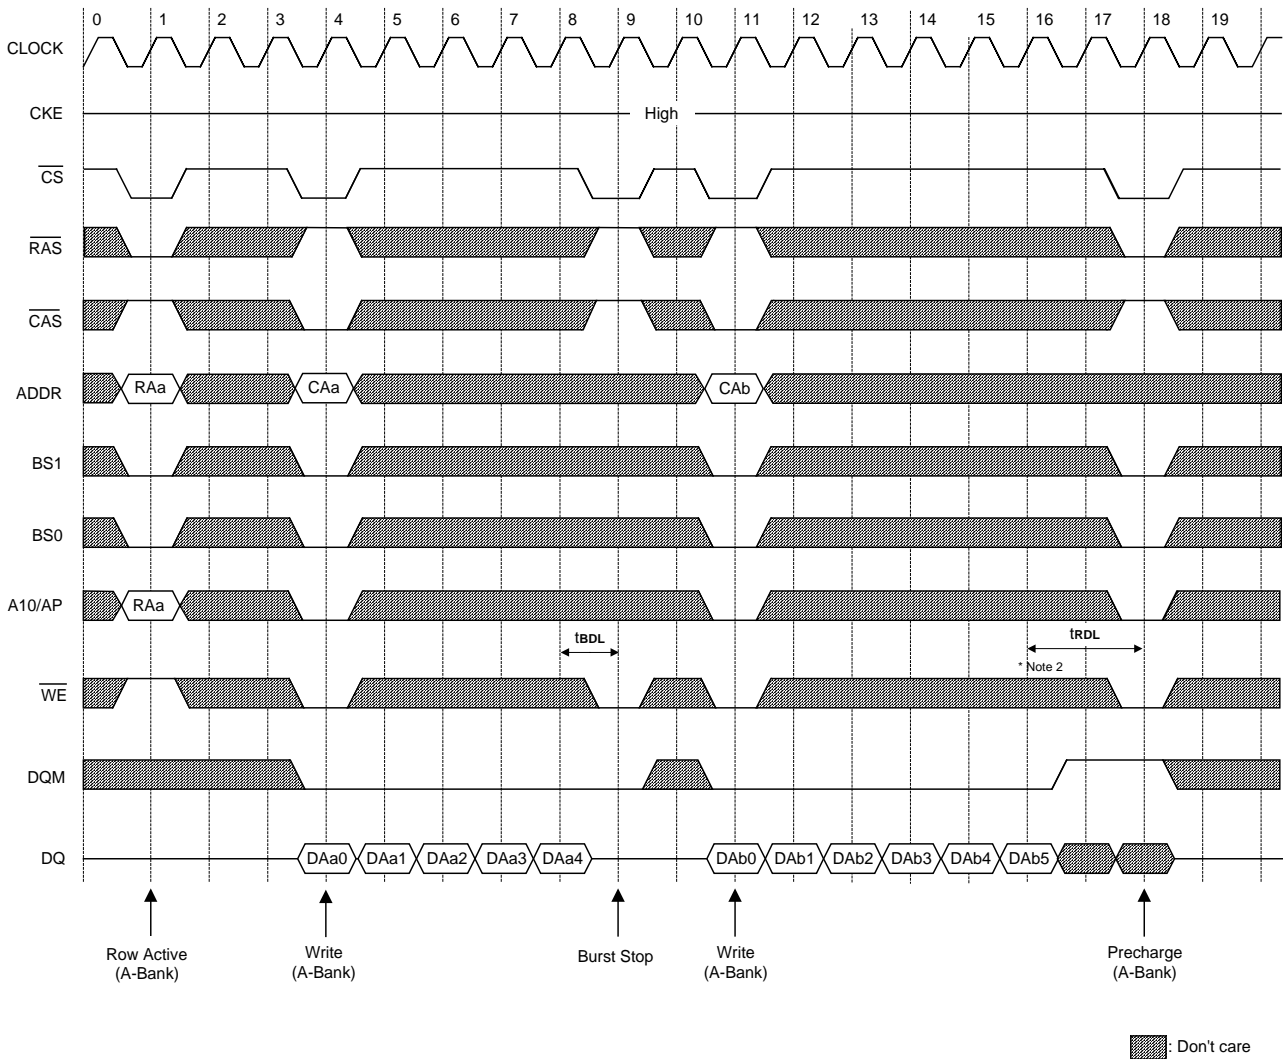 0 1 2 3 4 5 6 7 8 9 10 11 12 13 14 15 16 17 18 19
CLOCK
CKE
High
CS
RAS
CAS
ADDR
RAa CAa CAb
BS1
BS0
A10/AP
RAa
tBDL
tRDL
* Note 2
WE
DQM
DQ
DAa0 DAa1 DAa2 DAa3 DAa4 DAb0 DAb1 DAb2 DAb3 DAb4 DAb5
Row Active
(A-Bank)
Write
(A-Bank)
Burst Stop
Write
(A-Bank)
Precharge
(A-Bank)
: Don't care